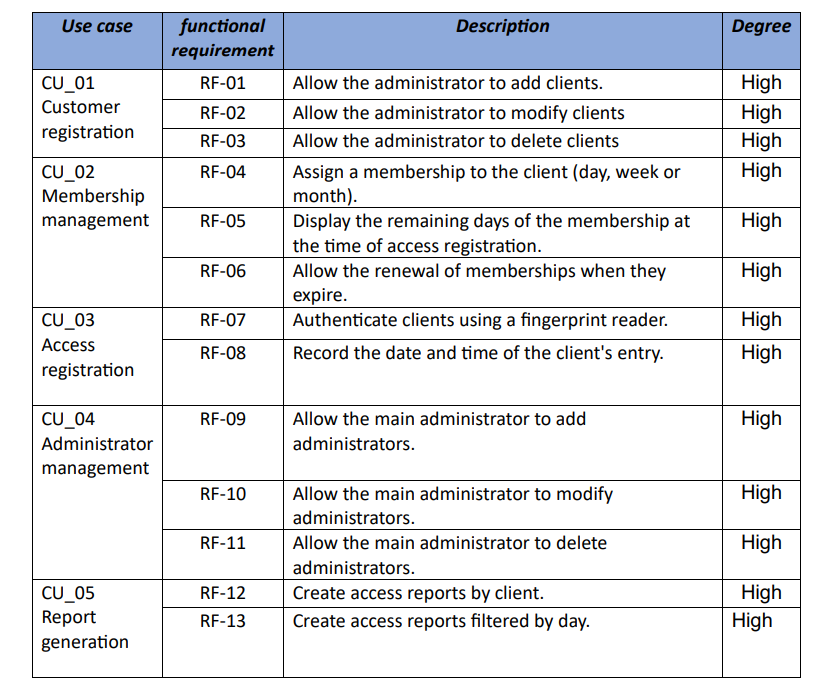 Use case functional requirement Description Degree
CU_01 Customer registration RF-01 Allow the administrator to add clients. High
RF-02 Allow the administrator to modify clients High
RF-03 Allow the administrator to delete clients High
CU_02 Membership management RF-04 Assign a membership to the client (day, week or month). High
RF-05 Display the remaining days of the membership at the time of access registration. High
RF-06 Allow the renewal of memberships when they expire. High
CU_03 Access registration RF-07 Authenticate clients using a fingerprint reader. High
RF-08 Record the date and time of the client's entry. High
CU_04 Administrator management RF-09 Allow the main administrator to add administrators. High
RF-10 Allow the main administrator to modify administrators. High
RF-11 Allow the main administrator to delete administrators. High
CU_05 Report generation RF-12 Create access reports by client. High
RF-13 Create access reports filtered by day. High